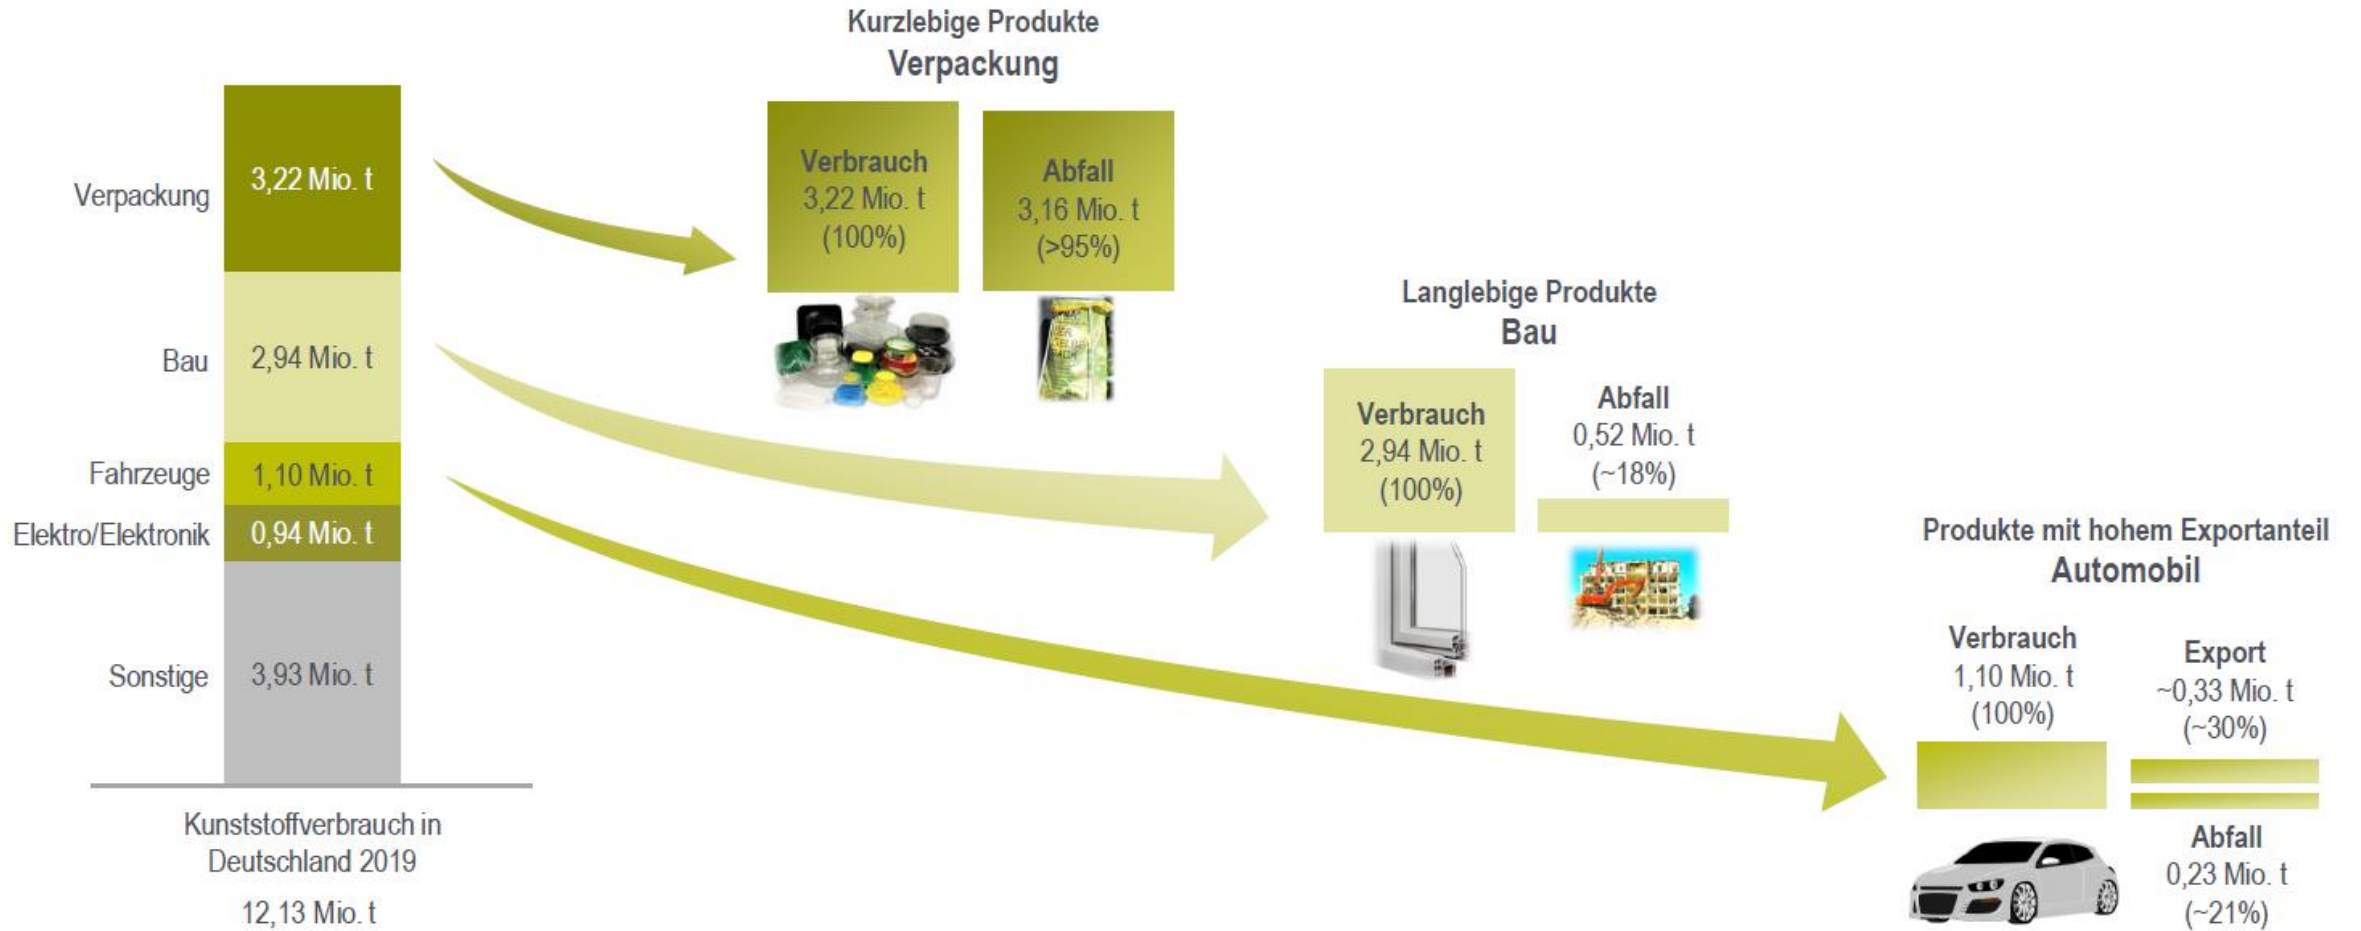 Kurzlebige Produkte
Verpackung
Verpackung
3,22 Mio. t
Bau
2,94 Mio. t
Fahrzeuge
1,10 Mio. t
Elektro/Elektronik
0,94 Mio. t
Sonstige
3,93 Mio. t
Kunststoffverbrauch in
Deutschland 2019
12,13 Mio. t
Verbrauch
3,22 Mio. t
(100%)
Abfall
3,16 Mio. t
(>95%)
Langlebige Produkte
Bau
Verbrauch
2,94 Mio. t
(100%)
Abfall
0,52 Mio. t
(~18%)
Produkte mit hohem Exportanteil
Automobil
Verbrauch
1,10 Mio. t
(100%)
Export
~0,33 Mio. t
(~30%)
Abfall
0,23 Mio. t
(~21%)